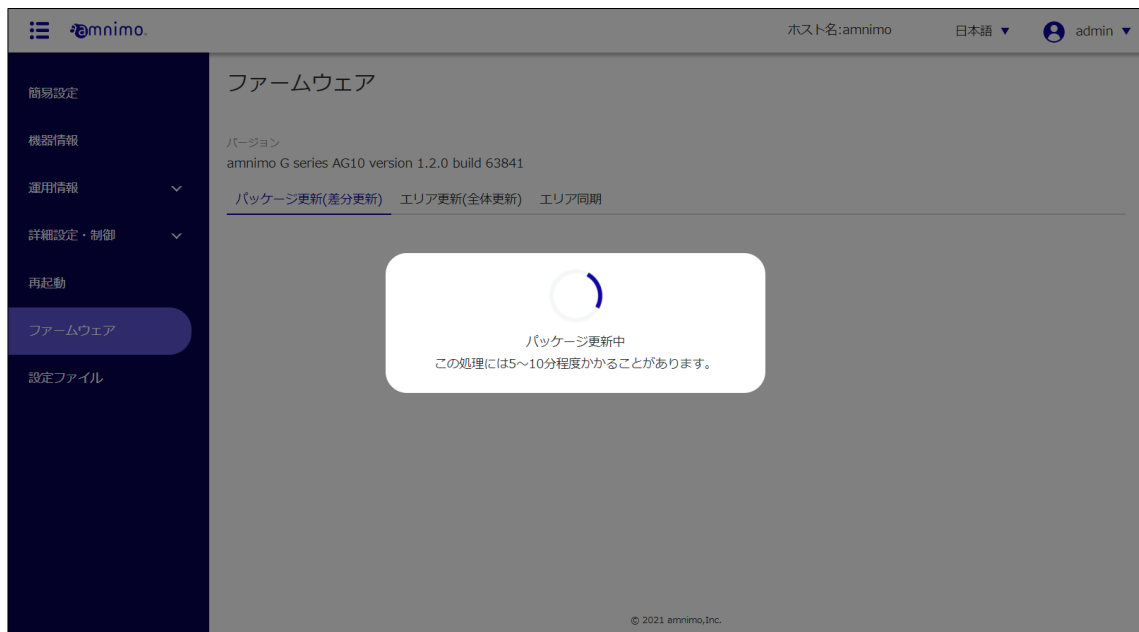 amnimo.
ホスト名:amnimo
日本語 ▼
admin ▼
簡易設定
機器情報
運用情報
詳細設定・制御
再起動
ファームウェア
設定ファイル
ファームウェア
バージョン
amnimo G series AG10 version 1.2.0 build 63841
パッケージ更新(差分更新) エリア更新(全体更新) エリア同期
パッケージ更新中
この処理には5～10分程度かかることがあります。
© 2021 amnimo,Inc.